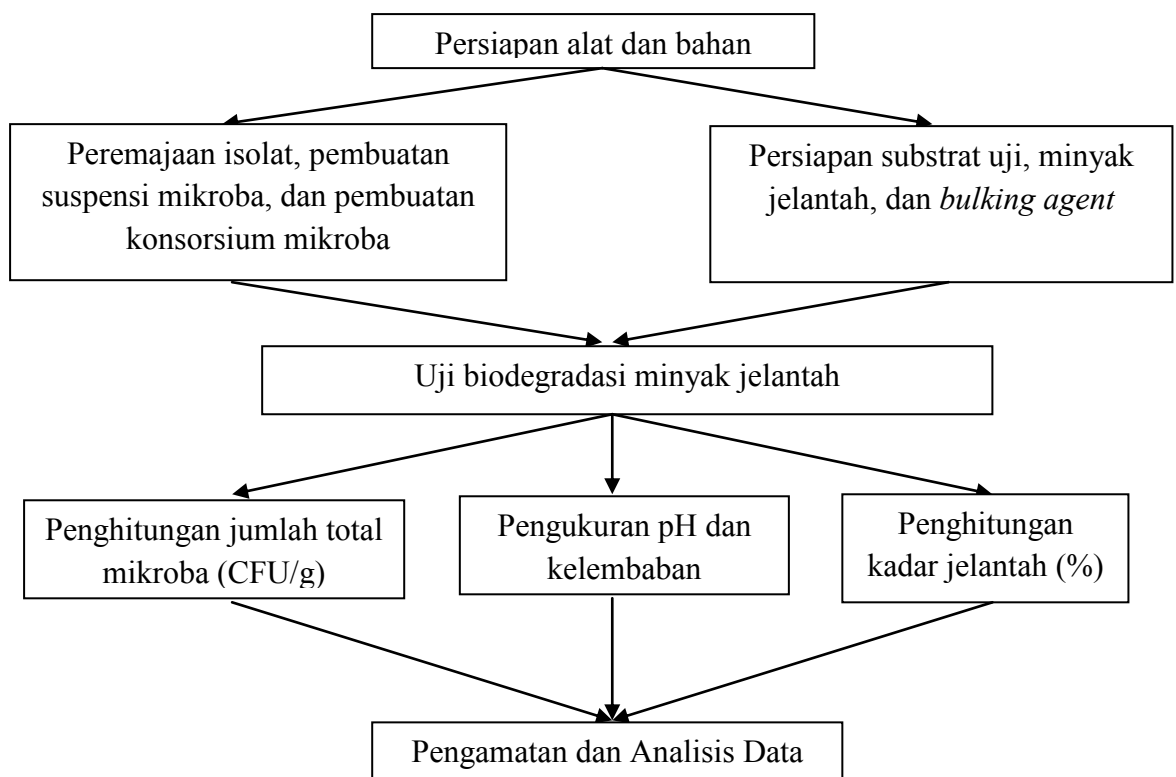 Persiapan alat dan bahan
Peremajaan isolat, pembuatan
suspensi mikroba, dan pembuatan
konsorsium mikroba
Persiapan substrat uji, minyak
jelantah, dan bulking agent
Uji biodegradasi minyak jelantah
Penghitungan jumlah total
mikroba (CFU/g)
Pengukuran pH dan
kelembaban
Penghitungan
kadar jelantah (%)
Pengamatan dan Analisis Data